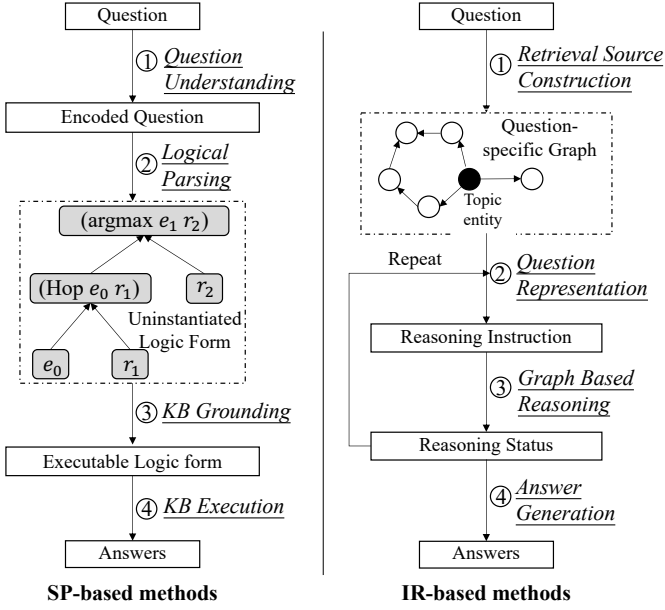 Question
① Question
Understanding
Encoded Question
② Logical
Parsing
(argmax e₁ r₂)
(Hop e₀ r₁)
r₂
Uninstantiated
Logic Form
e₀
r₁
③ KB Grounding
Executable Logic form
④ KB Execution
Answers
SP-based methods
Question
① Retrieval Source
Construction
Question-
specific Graph
Topic
entity
Repeat
② Question
Representation
Reasoning Instruction
③ Graph Based
Reasoning
Reasoning Status
④ Answer
Generation
Answers
IR-based methods